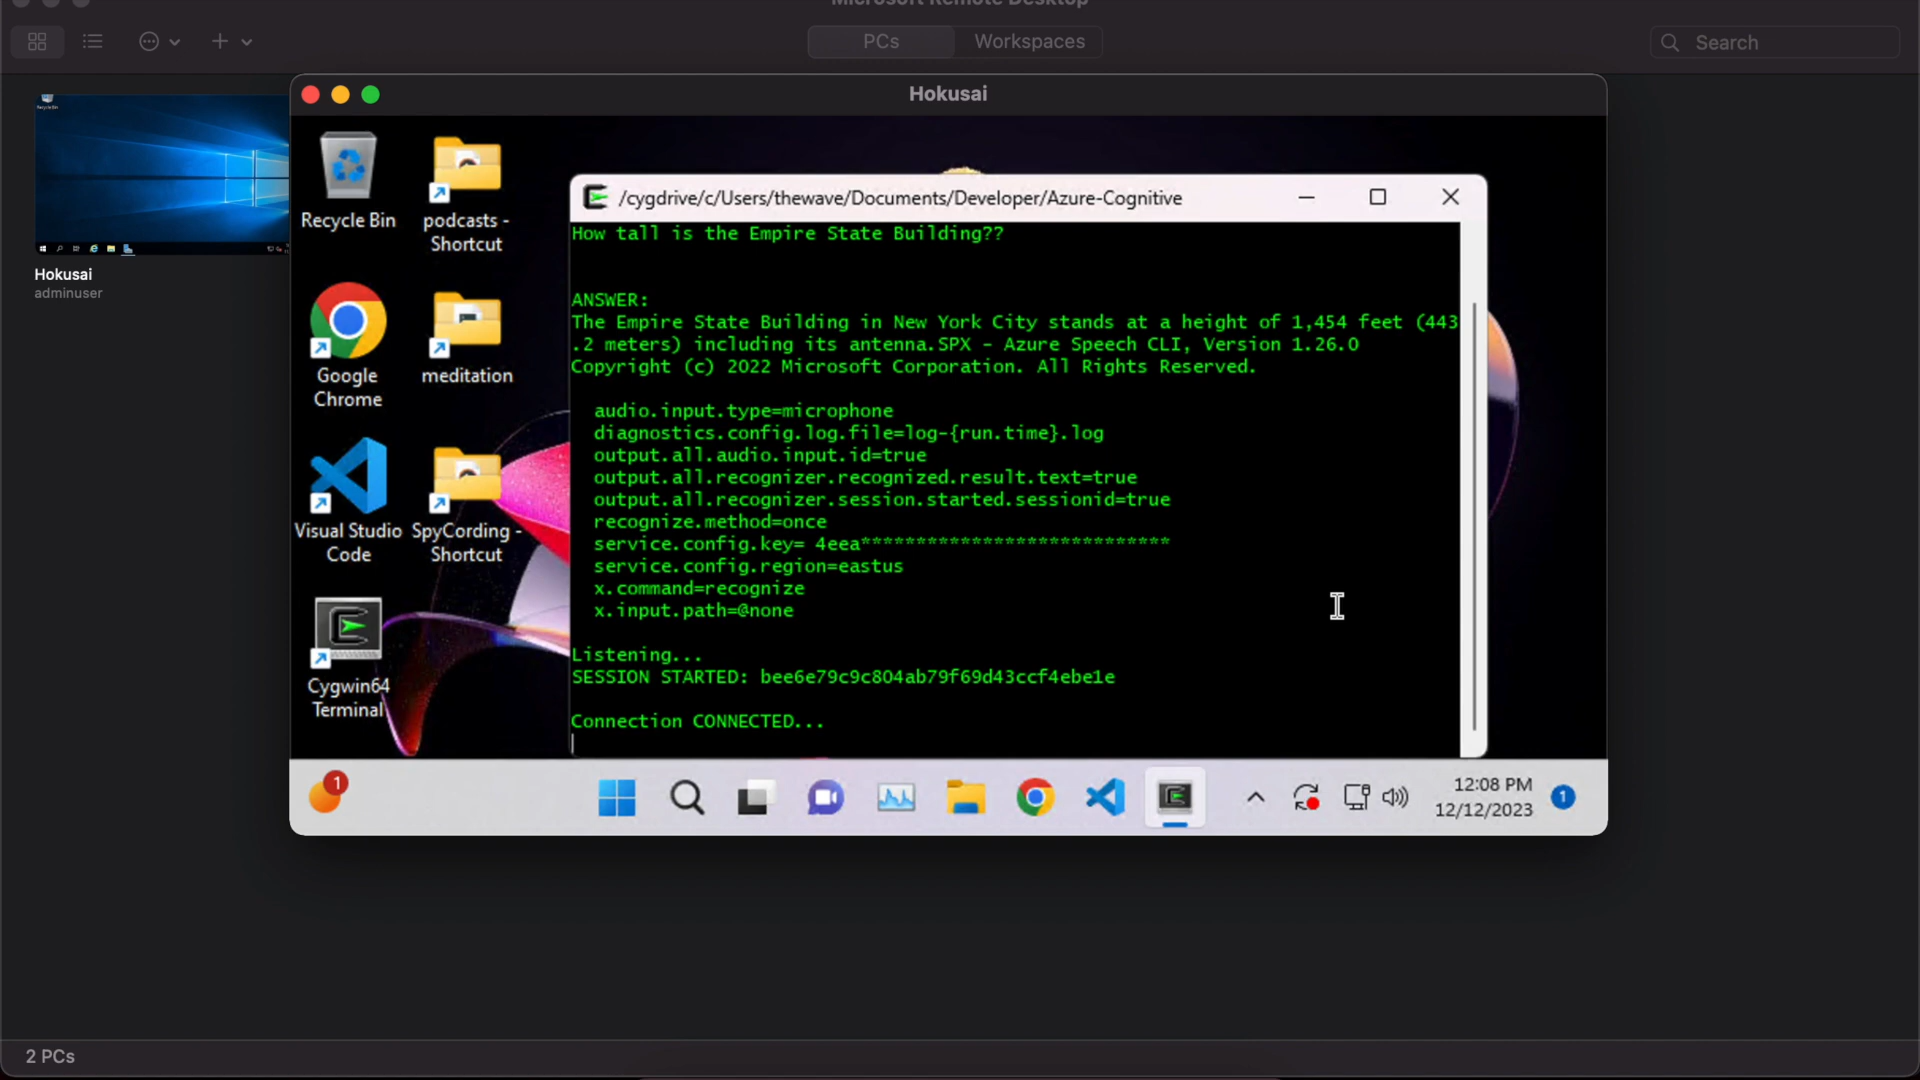 Microsoft Remote Desktop
PCs
Workspaces
Search
Hokusai
Recycle Bin
podcasts -
Shortcut
Google
Chrome
meditation
Visual Studio
Code
SpyCording -
Shortcut
Cygwin64
Terminal
/cygdrive/c/Users/thewave/Documents/Developer/Azure-Cognitive
How tall is the Empire State Building??
ANSWER:
The Empire State Building in New York City stands at a height of 1,454 feet (443
.2 meters) including its antenna.SPX - Azure Speech CLI, Version 1.26.0
Copyright (c) 2022 Microsoft Corporation. All Rights Reserved.
audio.input.type=microphone
diagnostics.config.log.file=log-{run.time}.log
output.all.audio.input.id=true
output.all.recognizer.recognized.result.text=true
output.all.recognizer.session.started.sessionid=true
recognize.method=once
service.config.key= 4eea****************************
service.config.region=eastus
x.command=recognize
x.input.path=@none
Listening...
SESSION STARTED: bee6e79c9c804ab79f69d43ccf4ebe1e
Connection CONNECTED...
1
12:08 PM
12/12/2023
1
Hokusai
adminuser
2 PCs